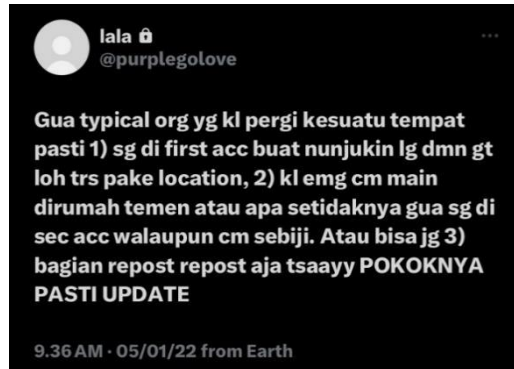 lala
@purplegolove
Gua typical org yg kl pergi kesuatu tempat
pasti 1) sg di first acc buat nunjukin lg dmn gt
loh trs pake location, 2) kl emg cm main
dirumah temen atau apa setidaknya gua sg di
sec acc walaupun cm sebiji. Atau bisa jg 3)
bagian repost repost aja tsaayy POKOKNYA
PASTI UPDATE
9.36 AM · 05/01/22 from Earth